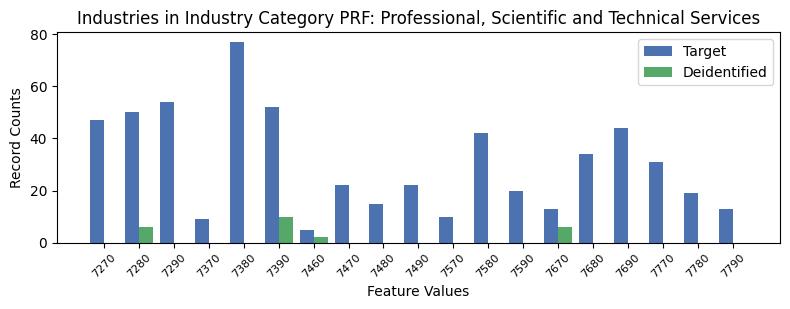 Industries in Industry Category PRF: Professional, Scientific and Technical Services
Record Counts
80
60
40
20
0
Target
Deidentified
7270 7280 7290 7370 7380 7390 7460 7470 7480 7490 7570 7580 7590 7670 7680 7690 7770 7780 7790
Feature Values